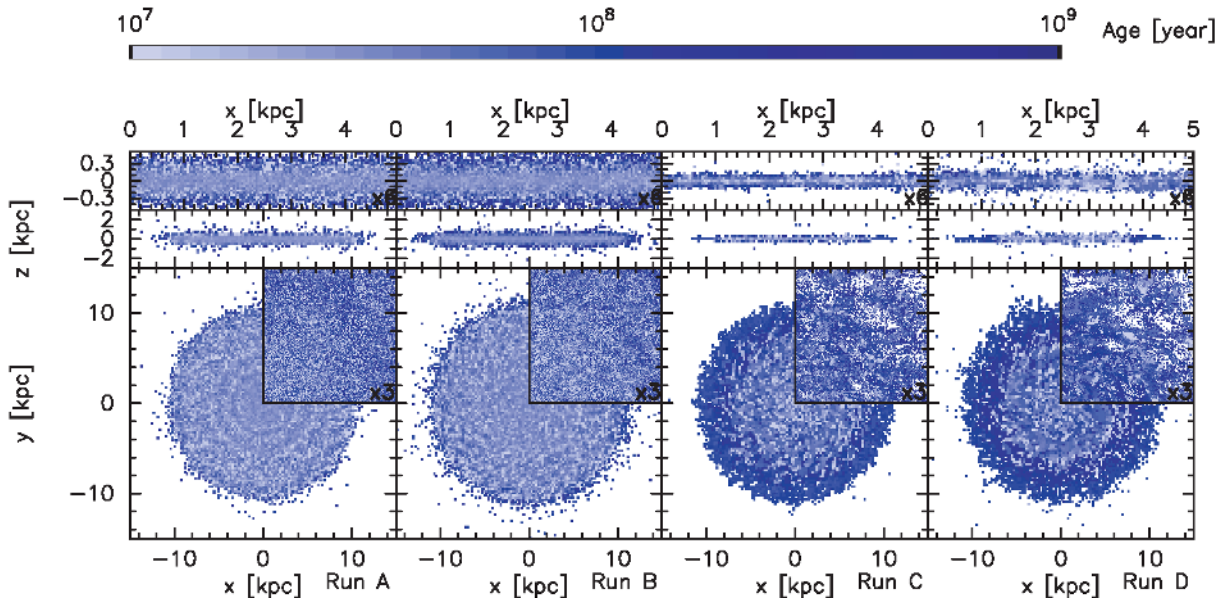 10^7 10^8 10^9 Age [year]
x [kpc] x [kpc] x [kpc] x [kpc]
0 1 2 3 4 0 1 2 3 4 0 1 2 3 4 0 1 2 3 4 5
0.3
0
-0.3
x6 x6 x6 x6
2
0
-2
z [kpc]
10
0
-10
y [kpc]
x3 x3 x3 x3
-10 0 10 -10 0 10 -10 0 10 -10 0 10
x [kpc] Run A x [kpc] Run B x [kpc] Run C x [kpc] Run D